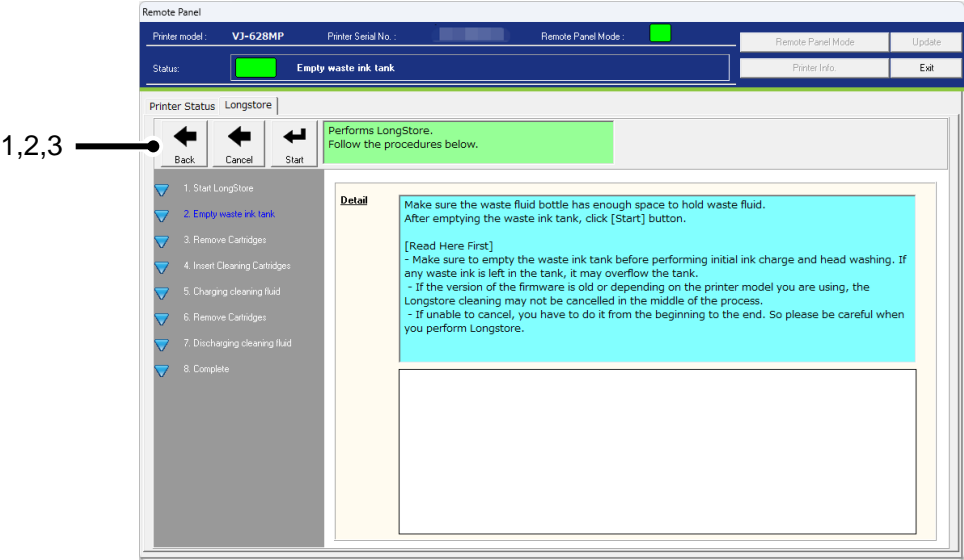 Remote Panel
Printer model : VJ-628MP Printer Serial No. : Remote Panel Mode :
Remote Panel Mode Update
Status: Empty waste ink tank
Printer Info. Exit
Printer Status Longstore
1,2,3
Back Cancel Start
Performs LongStore.
Follow the procedures below.
1. Start LongStore
2. Empty waste ink tank
3. Remove Cartridges
4. Insert Cleaning Cartridges
5. Charging cleaning fluid
6. Remove Cartridges
7. Discharging cleaning fluid
8. Complete
Detail
Make sure the waste fluid bottle has enough space to hold waste fluid.
After emptying the waste ink tank, click [Start] button.
[Read Here First]
- Make sure to empty the waste ink tank before performing initial ink charge and head washing. If
any waste ink is left in the tank, it may overflow the tank.
- If the version of the firmware is old or depending on the printer model you are using, the
Longstore cleaning may not be cancelled in the middle of the process.
- If unable to cancel, you have to do it from the beginning to the end. So please be careful when
you perform Longstore.